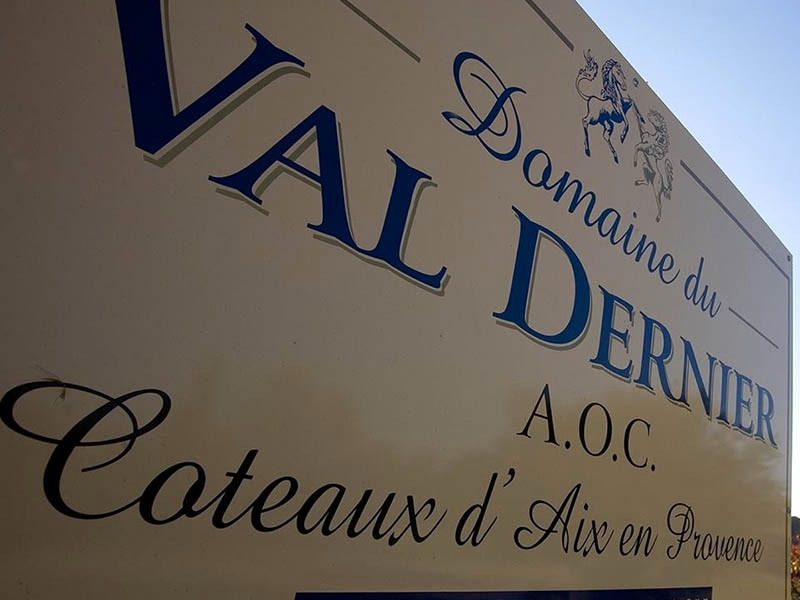 Domaine du
VAL DERNIER
A.O.C.
Coteaux d'Aix en Provence